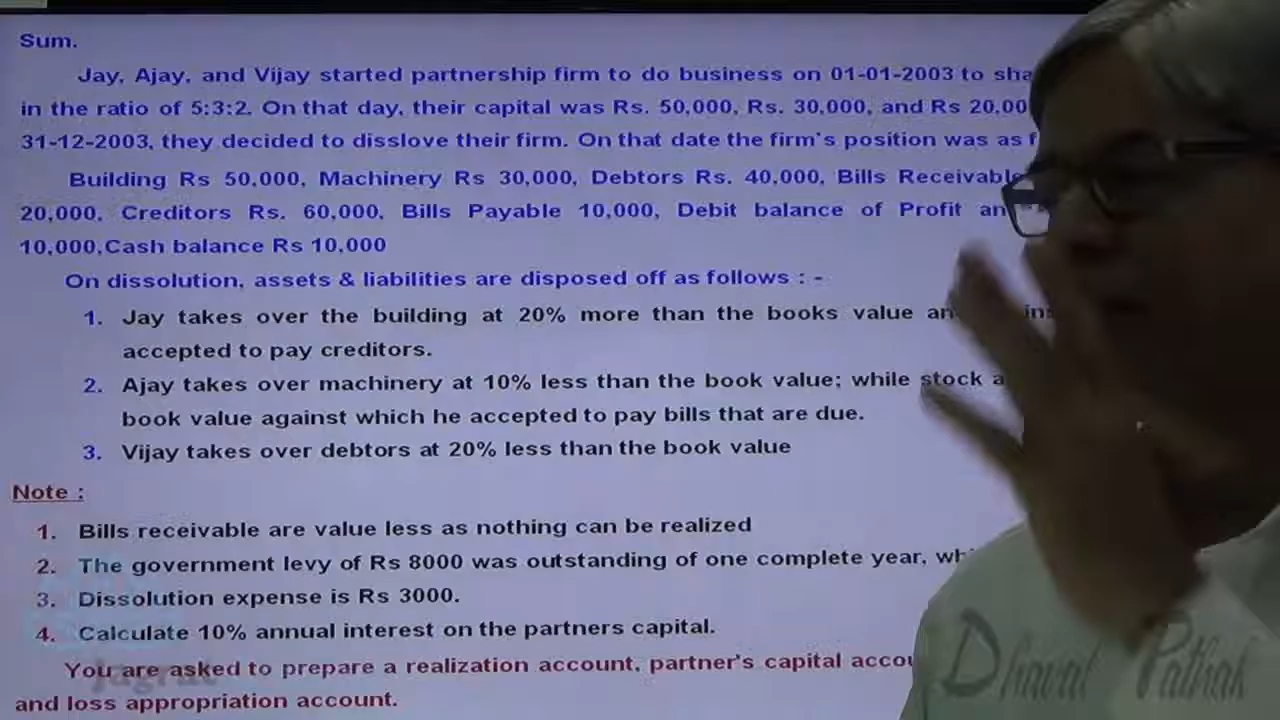 Sum.
Jay, Ajay, and Vijay started partnership firm to do business on 01-01-2003 to
in the ratio of 5:3:2. On that day, their capital was Rs. 50,000, Rs. 30,000, and Rs
31-12-2003, they decided to disslove their firm. On that date the firm's position was as
Building Rs 50,000, Machinery Rs 30,000, Debtors Rs. 40,000, Bills Receivable
20,000, Creditors Rs. 60,000, Bills Payable 10,000, Debit balance of Profit
10,000,Cash balance Rs 10,000
On dissolution, assets & liabilities are disposed off as follows : -
1. Jay takes over the building at 20% more than the books value
accepted to pay creditors.
2. Ajay takes over machinery at 10% less than the book value; while stock
book value against which he accepted to pay bills that are due.
3. Vijay takes over debtors at 20% less than the book value
Note :
1. Bills receivable are value less as nothing can be realized
2. The government levy of Rs 8000 was outstanding of one complete year,
3. Dissolution expense is Rs 3000.
4. Calculate 10% annual interest on the partners capital.
You are asked to prepare a realization account, partner's capital
and loss appropriation account.
Dhaval Pathak